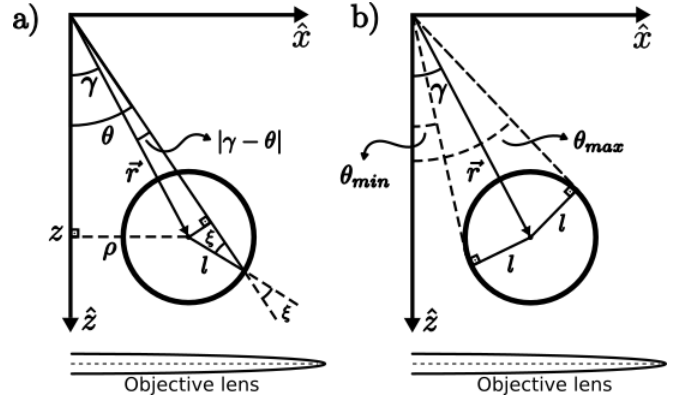 a)
x̂
γ
θ
|γ − θ|
r⃗
z
ρ
ξ
l
ξ
ẑ
Objective lens
b)
x̂
γ
θmax
θmin
r⃗
l
l
ẑ
Objective lens